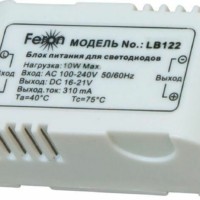 Feron МОДЕЛЬ No.: LB122
Блок питания для светодиодов
Нагрузка: 10W Max.
Вход: AC 100-240V 50/60Hz
Выход: DC 16-21V
Выход.ток: 310 mA
Ta=40°C Tc=75°C
Выход
Выход